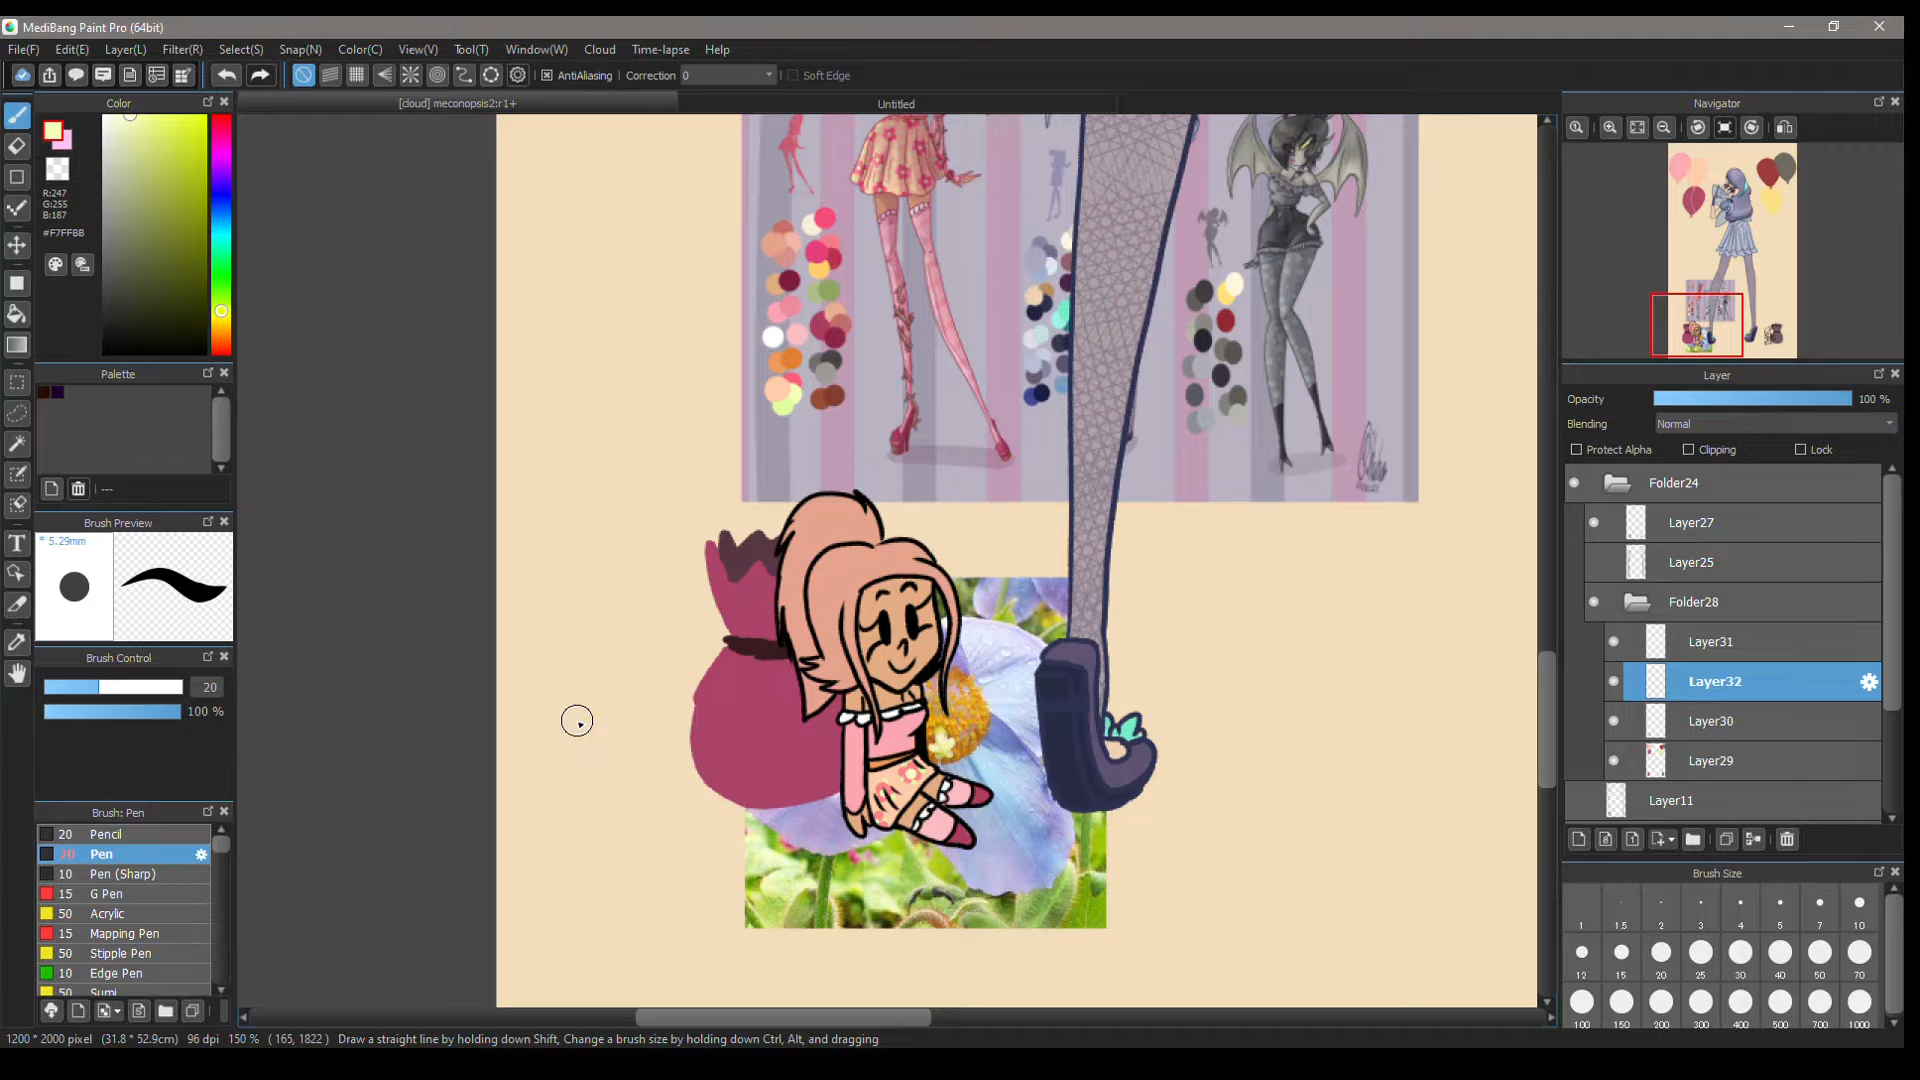 MediBang Paint Pro (64bit)
File(F) Edit(E) Layer(L) Filter(R) Select(S) Snap(N) Color(C) View(V) Tool(T) Window(W) Cloud Time-lapse Help
AntiAliasing Correction 0 Soft Edge
Color
[cloud] meconopsis2:r1+
Untitled
R:247
G:255
B:187
#F7FFBB
Palette
---
Brush Preview
* 5.29mm
Brush Control
20
100 %
Brush: Pen
20 Pencil
20 Pen
10 Pen (Sharp)
15 G Pen
50 Acrylic
15 Mapping Pen
50 Stipple Pen
10 Edge Pen
50 Sumi
Navigator
Layer
Opacity 100 %
Blending Normal
Protect Alpha Clipping Lock
Folder24
Layer27
Layer25
Folder28
Layer31
Layer32
Layer30
Layer29
Layer11
Brush Size
1 1.5 2 3 4 5 7 10
12 15 20 25 30 40 50 70
100 150 200 300 400 500 700 1000
1200 * 2000 pixel (31.8 * 52.9cm) 96 dpi 150 % ( 165, 1822 ) Draw a straight line by holding down Shift, Change a brush size by holding down Ctrl, Alt, and dragging